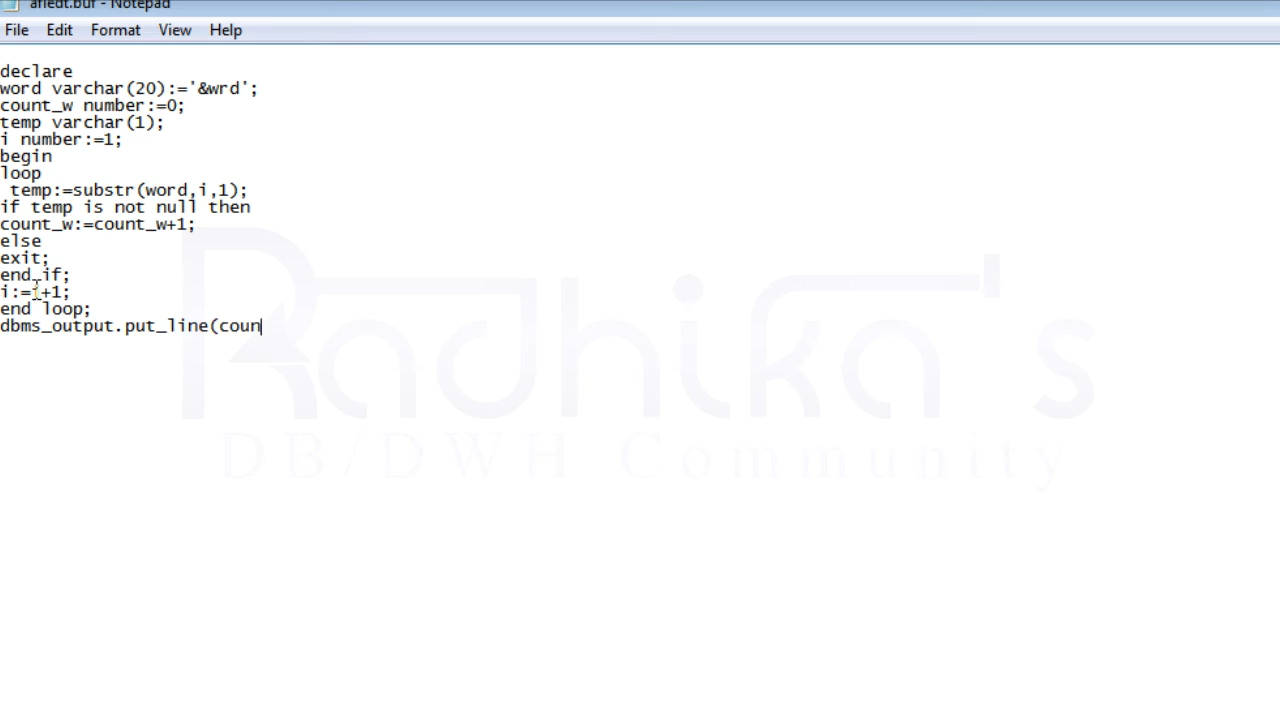 afiedt.buf - Notepad
File Edit Format View Help
declare
word varchar(20):='&wrd';
count_w number:=0;
temp varchar(1);
i number:=1;
begin
loop
temp:=substr(word,i,1);
if temp is not null then
count_w:=count_w+1;
else
exit;
end if;
i:=i+1;
end loop;
dbms_output.put_line(coun
Radhika's
DB/DWH Community